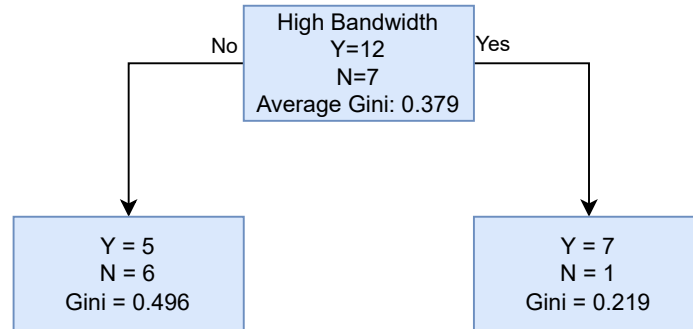 High Bandwidth
No
Y=12
Yes
N=7
Average Gini: 0.379
Y = 5
N = 6
Gini = 0.496
Y = 7
N = 1
Gini = 0.219